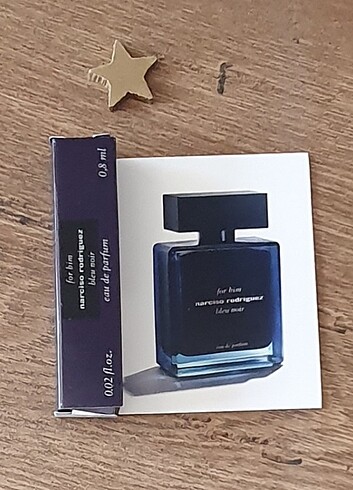 0,8 ml
for him
narciso rodriguez
bleu noir
eau de parfum
0.02 fl.oz.
for him
narciso rodriguez
bleu noir
eau de parfum